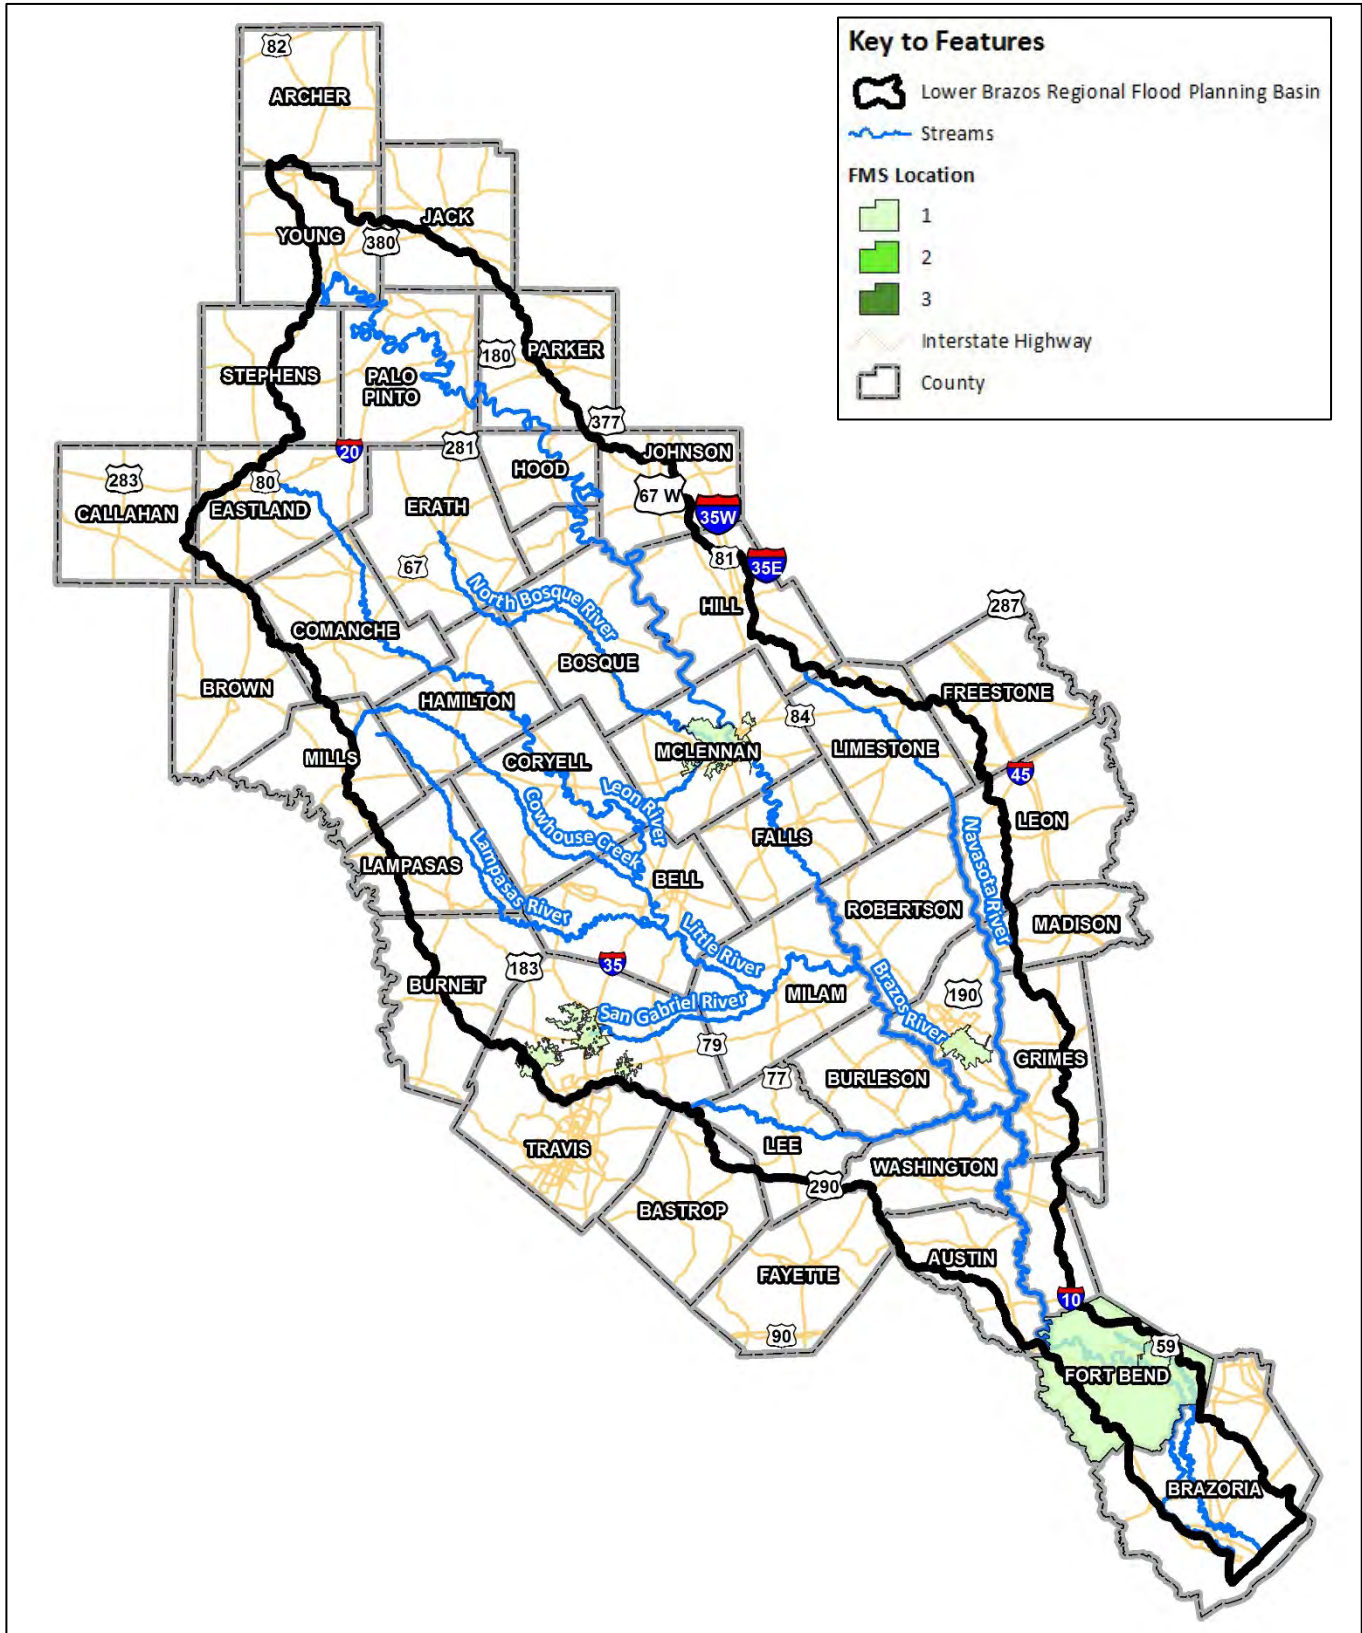 Key to Features
Lower Brazos Regional Flood Planning Basin
Streams
FMS Location
1
2
3
Interstate Highway
County
82
ARCHER
JACK
YOUNG
380
180
PARKER
STEPHENS
PALO
PINTO
377
281
20
JOHNSON
HOOD
283
80
67 W
ERATH
CALLAHAN
EASTLAND
35W
81
35E
67
North Bosque River
287
HILL
COMANCHE
BOSQUE
BROWN
FREESTONE
HAMILTON
84
LIMESTONE
MCLENNAN
MILLS
CORYELL
45
Leon River
LEON
Cowhouse Creek
FALLS
Navasota River
LAMPASAS
Lampasas River
BELL
ROBERTSON
MADISON
Little River
183
35
BURNET
MILAM
190
San Gabriel River
Brazos River
79
GRIMES
77
BURLESON
LEE
TRAVIS
WASHINGTON
290
BASTROP
AUSTIN
FAYETTE
10
90
59
FORT BEND
BRAZORIA